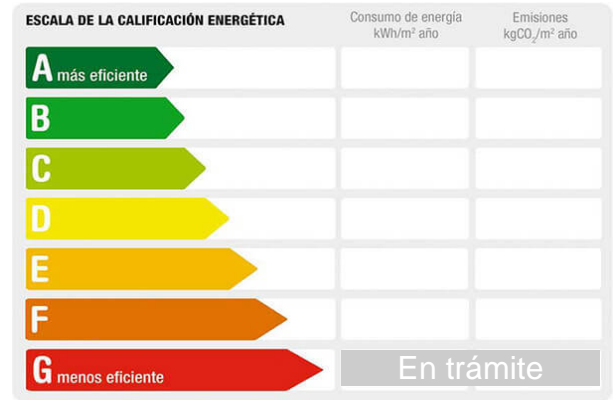 ESCALA DE LA CALIFICACIÓN ENERGÉTICA
Consumo de energía
kWh/m² año
Emisiones
kgCO₂/m² año
A más eficiente
B
C
D
E
F
G menos eficiente
En trámite